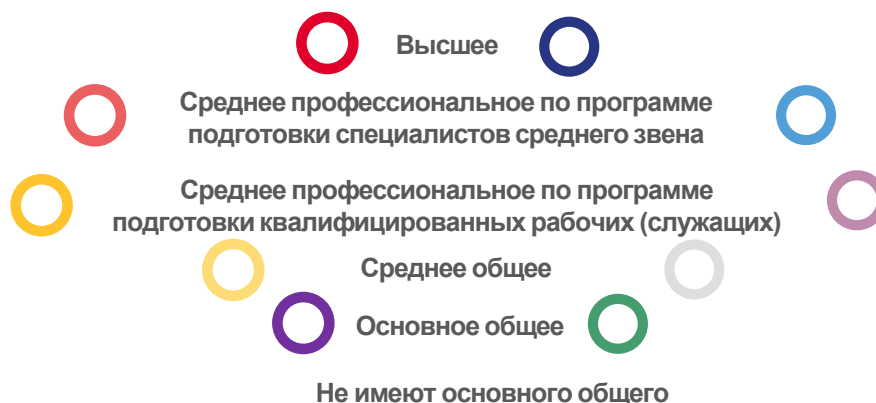 Высшее
Среднее профессиональное по программе
подготовки специалистов среднего звена
Среднее профессиональное по программе
подготовки квалифицированных рабочих (служащих)
Среднее общее
Основное общее
Не имеют основного общего